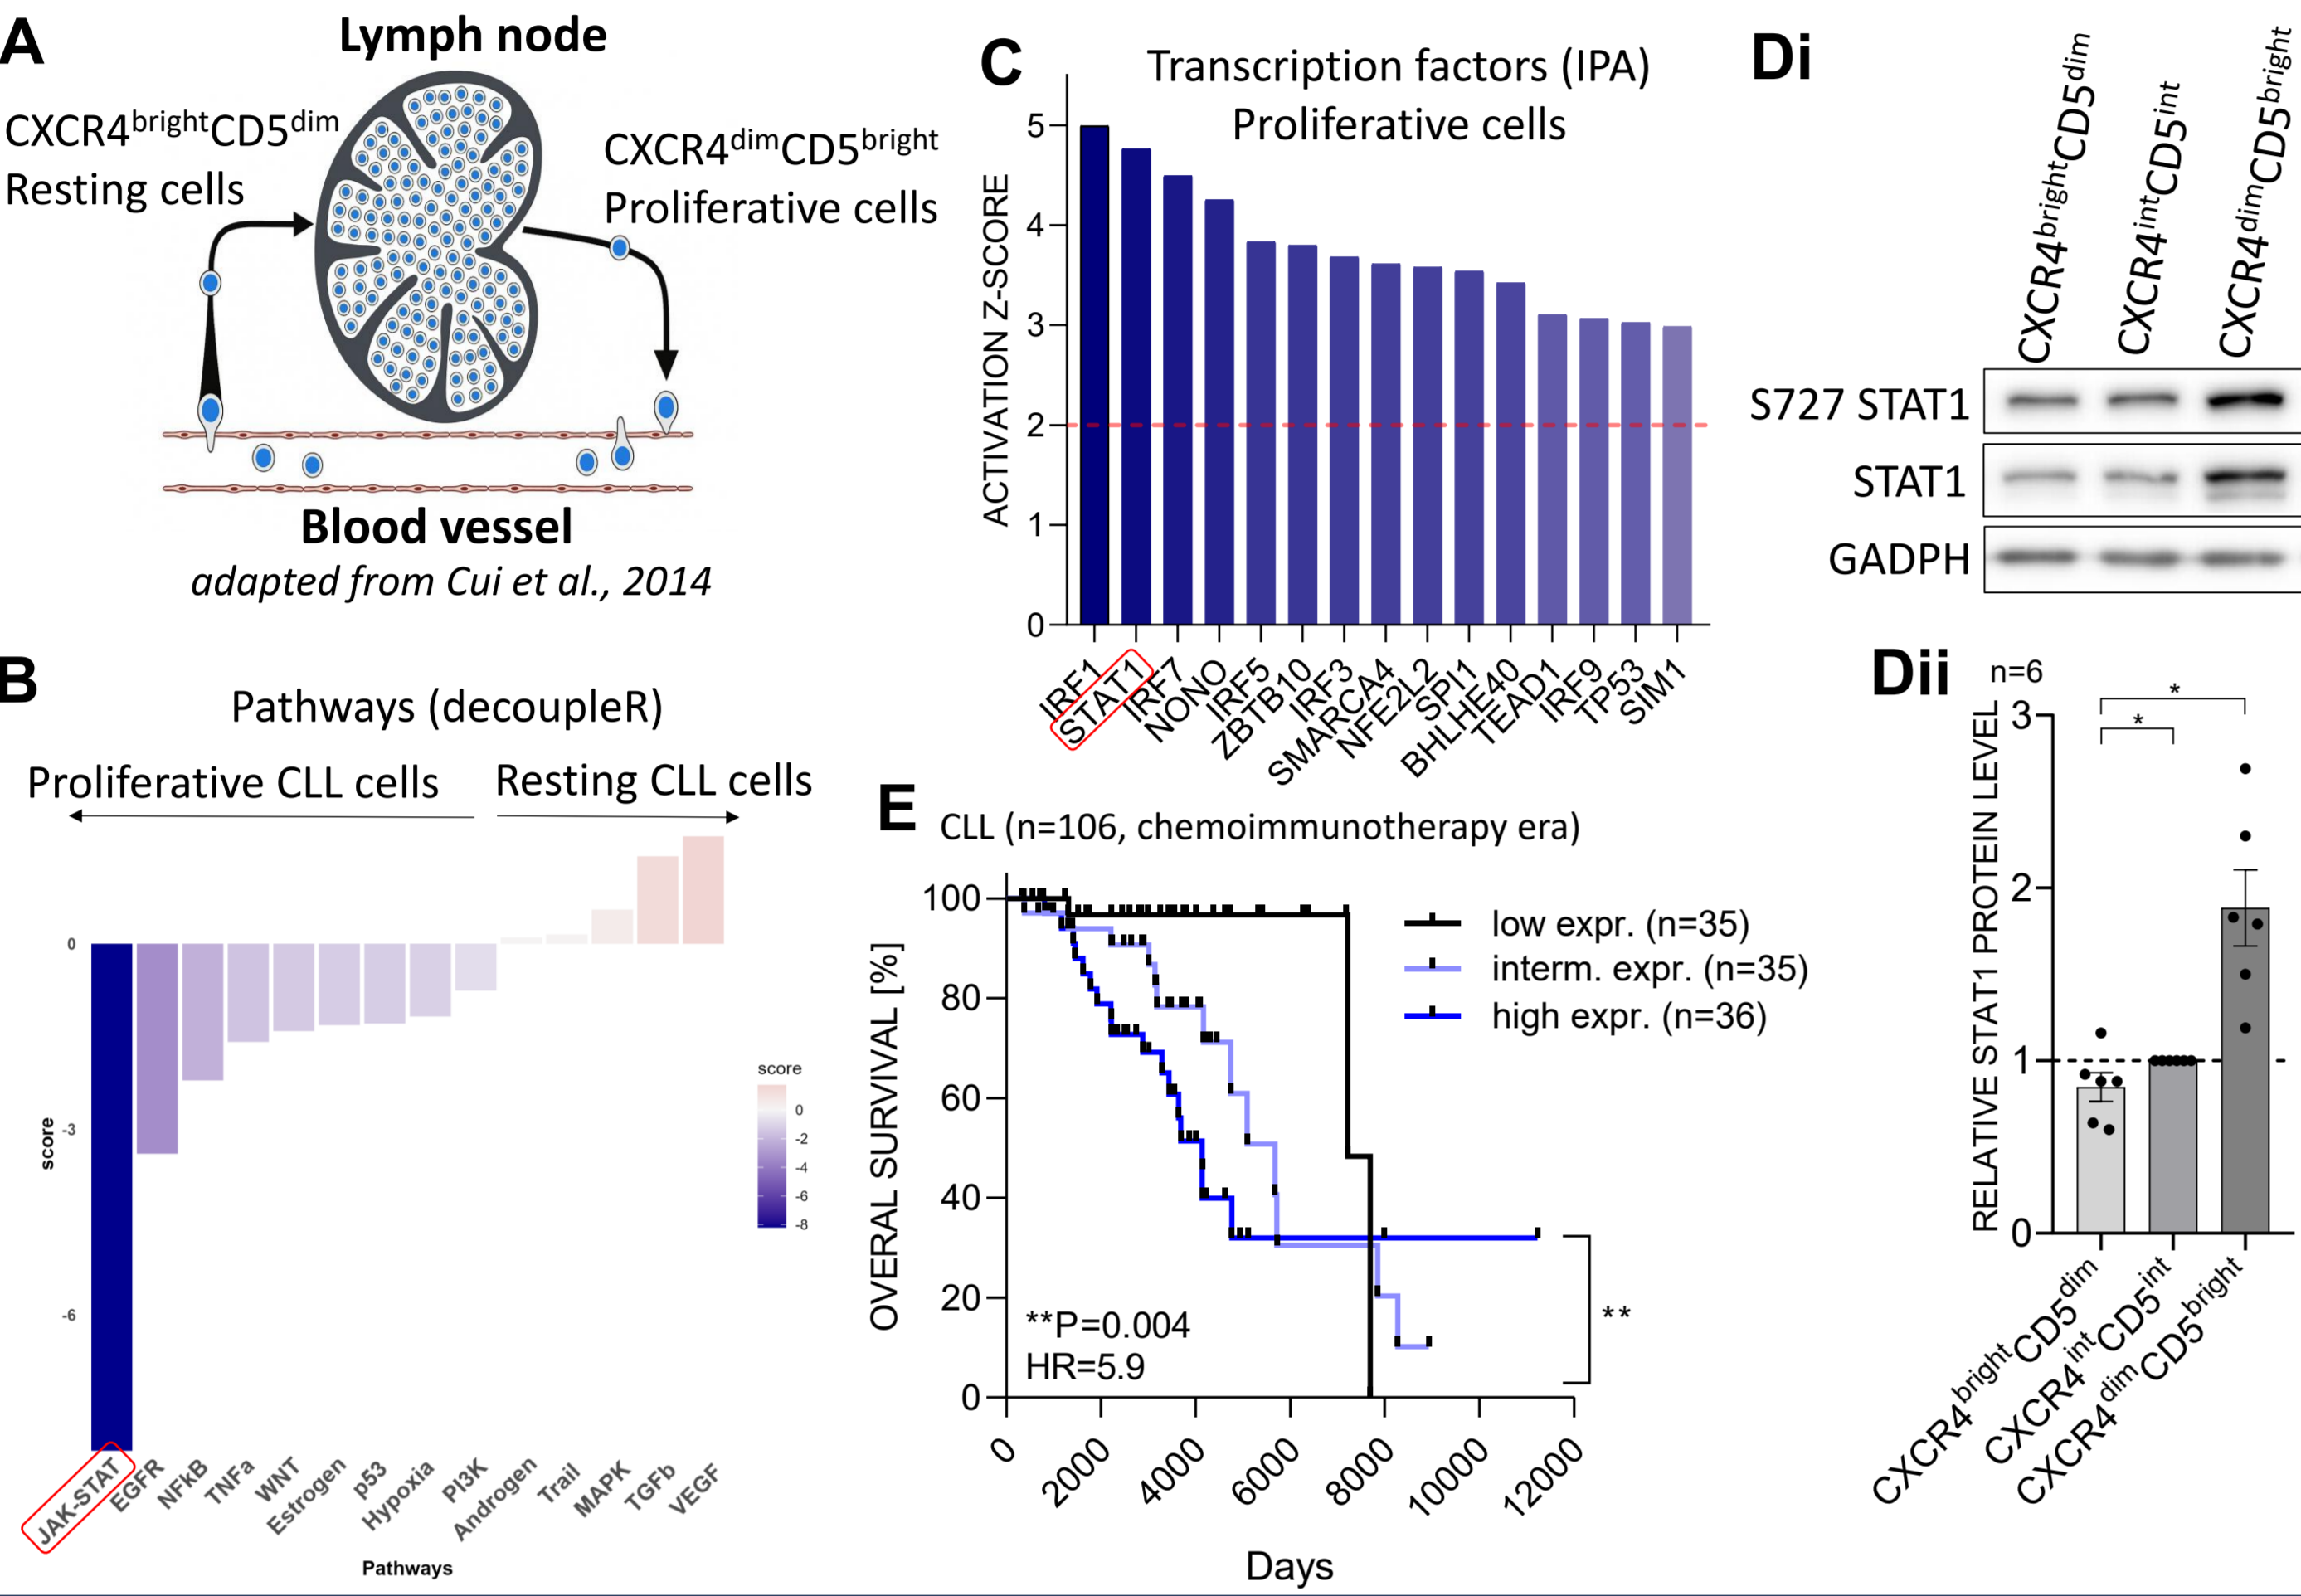 A
Lymph node
CXCR4brightCD5dim
Resting cells
CXCR4dimCD5bright
Proliferative cells
Blood vessel
adapted from Cui et al., 2014
B
Pathways (decoupleR)
Proliferative CLL cells
Resting CLL cells
score
0
-3
-6
score
0
-2
-4
-6
-8
JAK-STAT
EGFR
NFkB
TNFa
WNT
Estrogen
p53
Hypoxia
PI3K
Androgen
Trail
MAPK
TGFb
VEGF
Pathways
C
Transcription factors (IPA)
Proliferative cells
ACTIVATION Z-SCORE
5
4
3
2
1
0
IRF1
STAT1
IRF7
NONO
IRF5
ZBTB10
IRF3
SMARCA4
NFE2L2
SPI1
BHLHE40
TEAD1
IRF9
TP53
SIM1
Di
CXCR4brightCD5dim
CXCR4intCD5int
CXCR4dimCD5bright
S727 STAT1
STAT1
GADPH
Dii
n=6
*
*
RELATIVE STAT1 PROTEIN LEVEL
3
2
1
0
CXCR4brightCD5dim
CXCR4intCD5int
CXCR4dimCD5bright
E
CLL (n=106, chemoimmunotherapy era)
OVERALL SURVIVAL [%]
100
80
60
40
20
0
low expr. (n=35)
interm. expr. (n=35)
high expr. (n=36)
**P=0.004
HR=5.9
**
0
2000
4000
6000
8000
10000
12000
Days